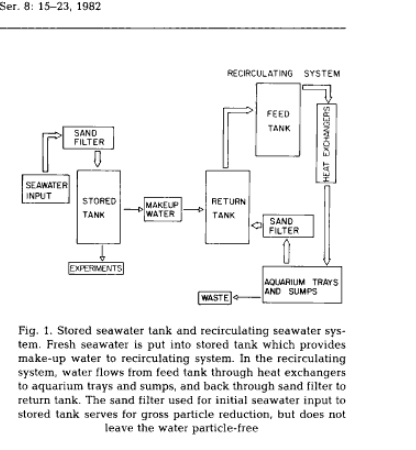 Ser. 8: 15–23, 1982
RECIRCULATING SYSTEM
FEED
TANK
HEAT EXCHANGERS
SAND
FILTER
SEAWATER
INPUT
STORED
TANK
MAKEUP
WATER
RETURN
TANK
SAND
FILTER
EXPERIMENTS
AQUARIUM TRAYS
AND SUMPS
WASTE
Fig. 1. Stored seawater tank and recirculating seawater sys-
tem. Fresh seawater is put into stored tank which provides
make-up water to recirculating system. In the recirculating
system, water flows from feed tank through heat exchangers
to aquarium trays and sumps, and back through sand filter to
return tank. The sand filter used for initial seawater input to
stored tank serves for gross particle reduction, but does not
leave the water particle-free